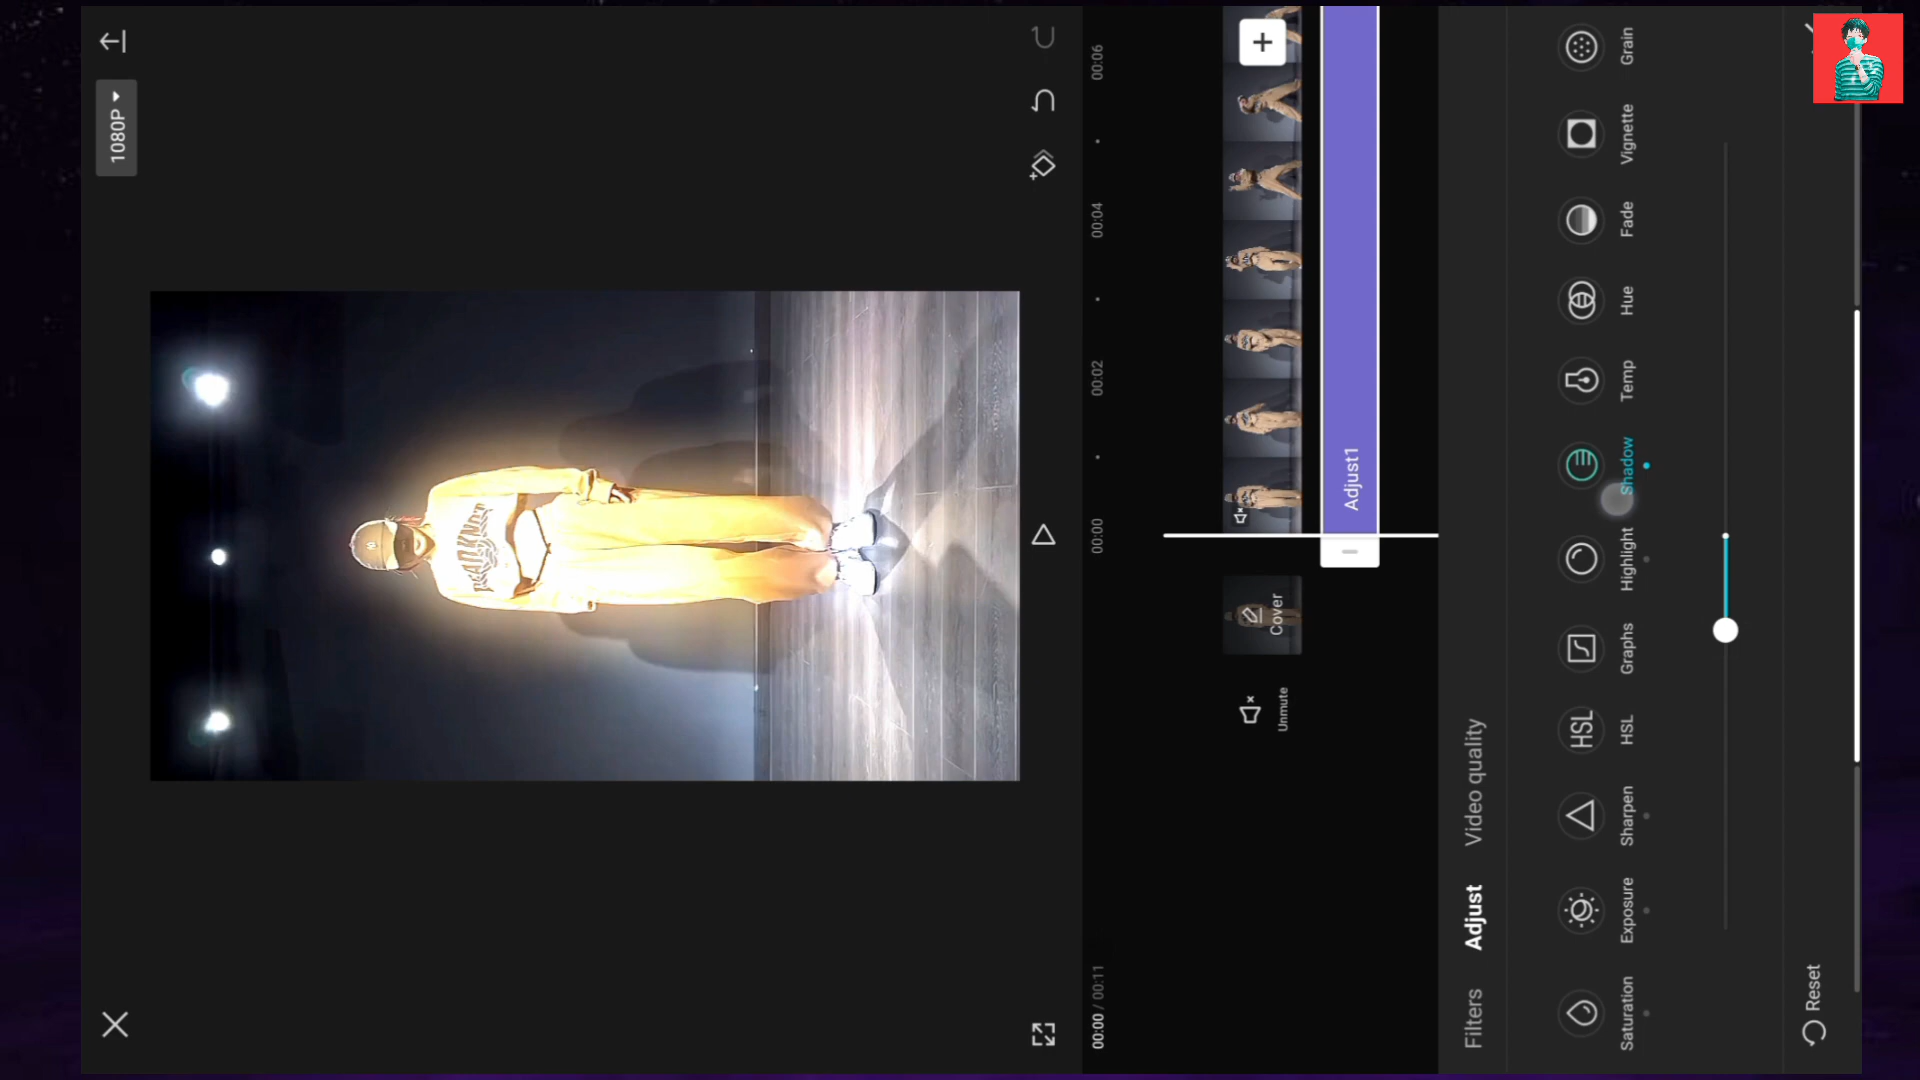 1080P
00:00 / 00:11
00:00
00:02
00:04
00:06
Unmute
Cover
Adjust1
Filters
Adjust
Video quality
Saturation
Exposure
Sharpen
HSL
HSL
Graphs
Highlight
Shadow
Temp
Hue
Fade
Vignette
Grain
Reset